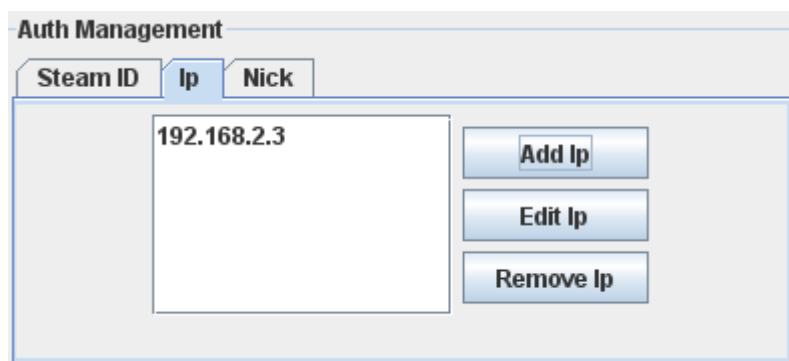 Auth Management
Steam ID Ip Nick
192.168.2.3
Add Ip
Edit Ip
Remove Ip